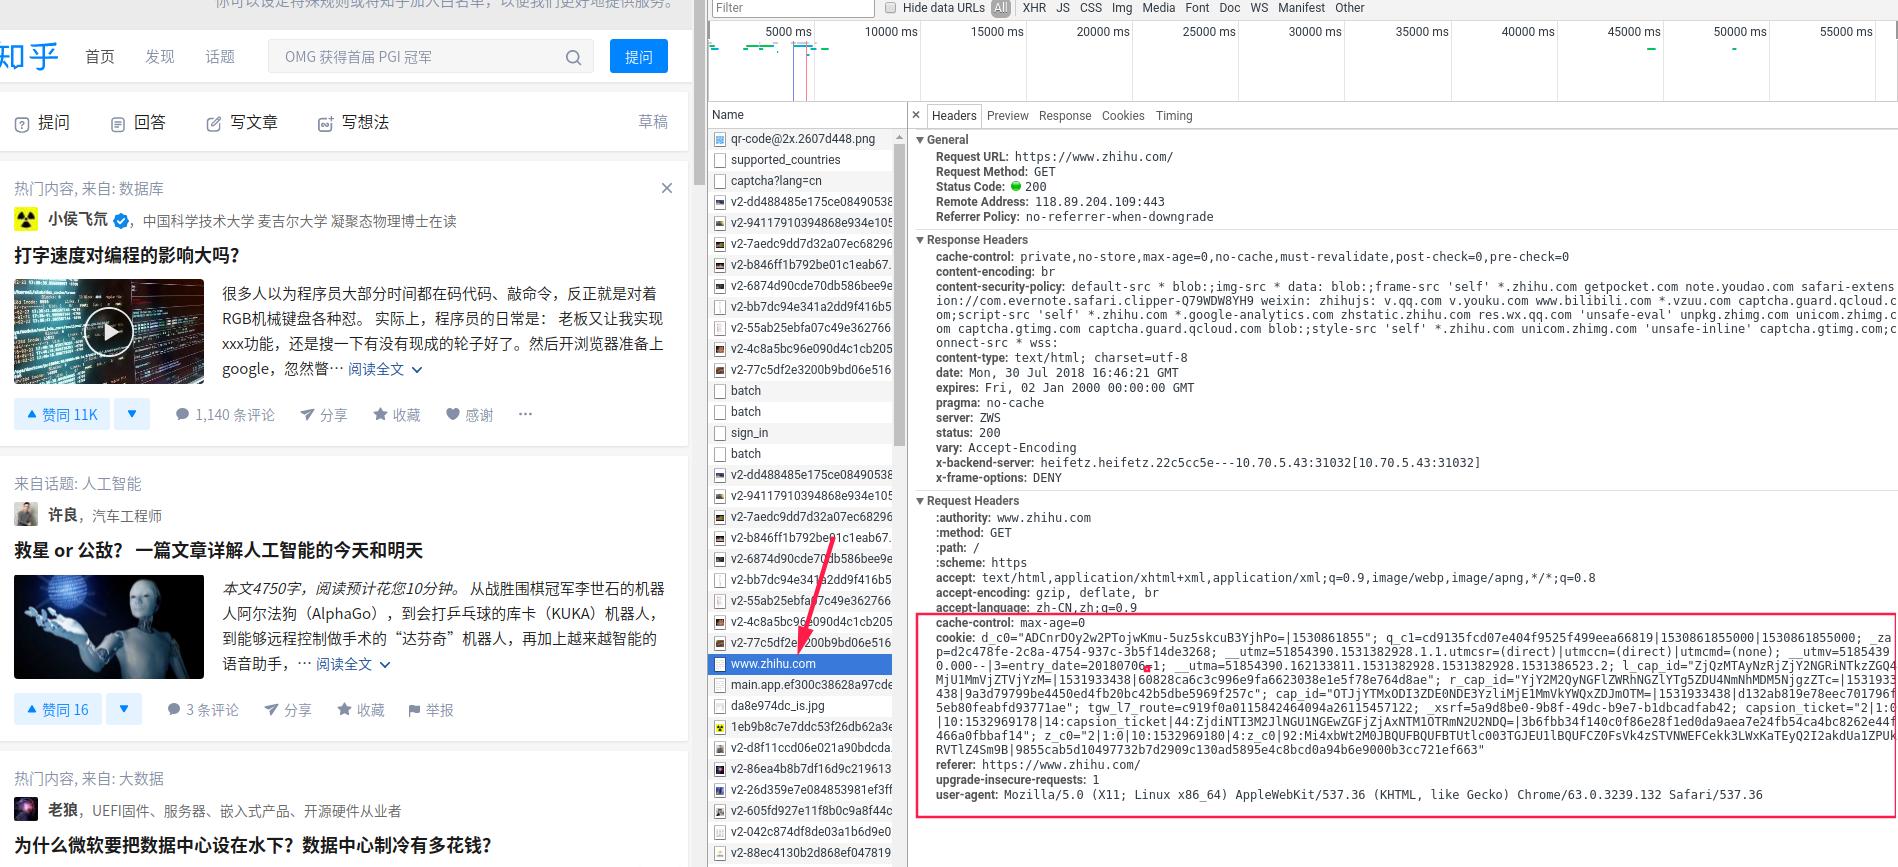 你可以设定特殊规则或将知乎加入白名单，以便我们更好地提供服务。
知乎 首页 发现 话题 OMG 获得首届 PGI 冠军 提问
提问 回答 写文章 写想法 草稿
热门内容, 来自: 数据库
小侯飞氘，中国科学技术大学 麦吉尔大学 凝聚态物理博士在读
打字速度对编程的影响大吗？
很多人以为程序员大部分时间都在码代码、敲命令，反正就是对着
RGB机械键盘各种怼。 实际上，程序员的日常是： 老板又让我实现
xxx功能，还是搜一下有没有现成的轮子好了。然后开浏览器准备上
google，忽然瞥… 阅读全文
赞同 11K 1,140 条评论 分享 收藏 感谢 ···
来自话题: 人工智能
许良，汽车工程师
救星 or 公敌？ 一篇文章详解人工智能的今天和明天
本文4750字，阅读预计花您10分钟。 从战胜围棋冠军李世石的机器
人阿尔法狗（AlphaGo），到会打乒乓球的库卡（KUKA）机器人，
到能够远程控制做手术的“达芬奇”机器人，再加上越来越智能的
语音助手，… 阅读全文
赞同 16 3 条评论 分享 收藏 举报
热门内容, 来自: 大数据
老狼，UEFI固件、服务器、嵌入式产品、开源硬件从业者
为什么微软要把数据中心设在水下？数据中心制冷有多花钱？
Filter Hide data URLs All XHR JS CSS Img Media Font Doc WS Manifest Other
5000 ms 10000 ms 15000 ms 20000 ms 25000 ms 30000 ms 35000 ms 40000 ms 45000 ms 50000 ms 55000 ms
Name
qr-code@2x.2607d448.png
supported_countries
captcha?lang=cn
v2-dd488485e175ce08490538
v2-94117910394868e934e105
v2-7aedc9dd7d32a07ec68296
v2-b846ff1b792be01c1eab67.
v2-6874d90cde70db586bee9e
v2-bb7dc94e341a2dd9f416b5
v2-55ab25ebfa07c49e362766
v2-4c8a5bc96e090d4c1cb205
v2-77c5df2e3200b9bd06e516
batch
batch
sign_in
batch
v2-dd488485e175ce08490538
v2-94117910394868e934e105
v2-7aedc9dd7d32a07ec68296
v2-b846ff1b792be01c1eab67.
v2-6874d90cde70db586bee9e
v2-bb7dc94e341a2dd9f416b5
v2-55ab25ebfa07c49e362766
v2-4c8a5bc96e090d4c1cb205
v2-77c5df2e3200b9bd06e516
www.zhihu.com
main.app.ef300c38628a97cde
da8e974dc_is.jpg
1eb9b8c7e7ddc53f26db62a3e
v2-d8f11ccd06e021a90bdcda
v2-86ea4b8b7df16d9c219613
v2-26d359e7e084853981ef3ff
v2-605fd927e11f8b0c9a8f44c
v2-042c874df8de03a1b6d9e0
v2-88ec4130b2d868ef047819
× Headers Preview Response Cookies Timing
General
Request URL: https://www.zhihu.com/
Request Method: GET
Status Code: 200
Remote Address: 118.89.204.109:443
Referrer Policy: no-referrer-when-downgrade
Response Headers
cache-control: private,no-store,max-age=0,no-cache,must-revalidate,post-check=0,pre-check=0
content-encoding: br
content-security-policy: default-src * blob:;img-src * data: blob:;frame-src 'self' *.zhihu.com getpocket.com note.youdao.com safari-extens
ion://com.evernote.safari.clipper-Q79WDW8YH9 weixin: zhihujs: v.qq.com v.youku.com www.bilibili.com *.vzuu.com captcha.guard.qcloud.c
om;script-src 'self' *.zhihu.com *.google-analytics.com zhstatic.zhihu.com res.wx.qq.com 'unsafe-eval' unpkg.zhimg.com unicom.zhimg.c
om captcha.gtimg.com captcha.guard.qcloud.com blob:;style-src 'self' *.zhihu.com unicom.zhimg.com 'unsafe-inline' captcha.gtimg.com;c
onnect-src * wss:
content-type: text/html; charset=utf-8
date: Mon, 30 Jul 2018 16:46:21 GMT
expires: Fri, 02 Jan 2000 00:00:00 GMT
pragma: no-cache
server: ZWS
status: 200
vary: Accept-Encoding
x-backend-server: heifetz.heifetz.22c5cc5e---10.70.5.43:31032[10.70.5.43:31032]
x-frame-options: DENY
Request Headers
:authority: www.zhihu.com
:method: GET
:path: /
:scheme: https
accept: text/html,application/xhtml+xml,application/xml;q=0.9,image/webp,image/apng,*/*;q=0.8
accept-encoding: gzip, deflate, br
accept-language: zh-CN,zh;q=0.9
cache-control: max-age=0
cookie: d_c0="ADCnrDOy2w2PTojwKmu-5uz5skcuB3YjhPo=|1530861855"; q_c1=cd9135fcd07e404f9525f499eea66819|1530861855000|1530861855000; _za
p=d2c478fe-2c8a-4754-937c-3b5f14de3268; __utmz=51854390.1531382928.1.1.utmcsr=(direct)|utmccn=(direct)|utmcmd=(none); __utmv=5185439
0.000--|3=entry_date=20180706=1; __utma=51854390.162133811.1531382928.1531382928.1531386523.2; l_cap_id="ZjQzMTAyNzRjZjY2NGRiNTkzZGQ4
MjU1MmVjZTVjYzM=|1531933438|60828ca6c3c996e9fa6623038e1e5f78e764d8ae"; r_cap_id="YjY2M2QyNGFlZWRhNGZlYTg5ZDU4NmNhMDM5NjgzZTc=|1531933
438|9a3d79799be4450ed4fb20bc42b5dbe5969f257c"; cap_id="OTJjYTMxODI3ZDE0NDE3YzliMjE1MmVkYWQxZDJmOTM=|1531933438|d132ab819e78eec701796f
5eb80feabfd93771ae"; tgw_l7_route=c919f0a0115842464094a26115457122; _xsrf=5a9d8be0-9b8f-49dc-b9e7-b1dbcadfab42; capsion_ticket="2|1:0
|10:1532969178|14:capsion_ticket|44:ZjdiNTI3M2JlNGU1NGEwZGFjZjAxNTM1OTRmN2U2NDQ=|3b6fbb34f140c0f86e28f1ed0da9aea7e24fb54ca4bc8262e44f
466a0fbbaf14"; z_c0="2|1:0|10:1532969180|4:z_c0|92:Mi4xbWt2M0JBQUFBQUFBTUtlc003TGJEU1lBQUFCZ0FsVk4zSTVNWEFCekk3LWxKaTEyQ2I2akdUa1ZPUk
RVTlZ4Sm9B|9855cab5d10497732b7d2909c130ad5895e4c8bcd0a94b6e9000b3cc721ef663"
referer: https://www.zhihu.com/
upgrade-insecure-requests: 1
user-agent: Mozilla/5.0 (X11; Linux x86_64) AppleWebKit/537.36 (KHTML, like Gecko) Chrome/63.0.3239.132 Safari/537.36